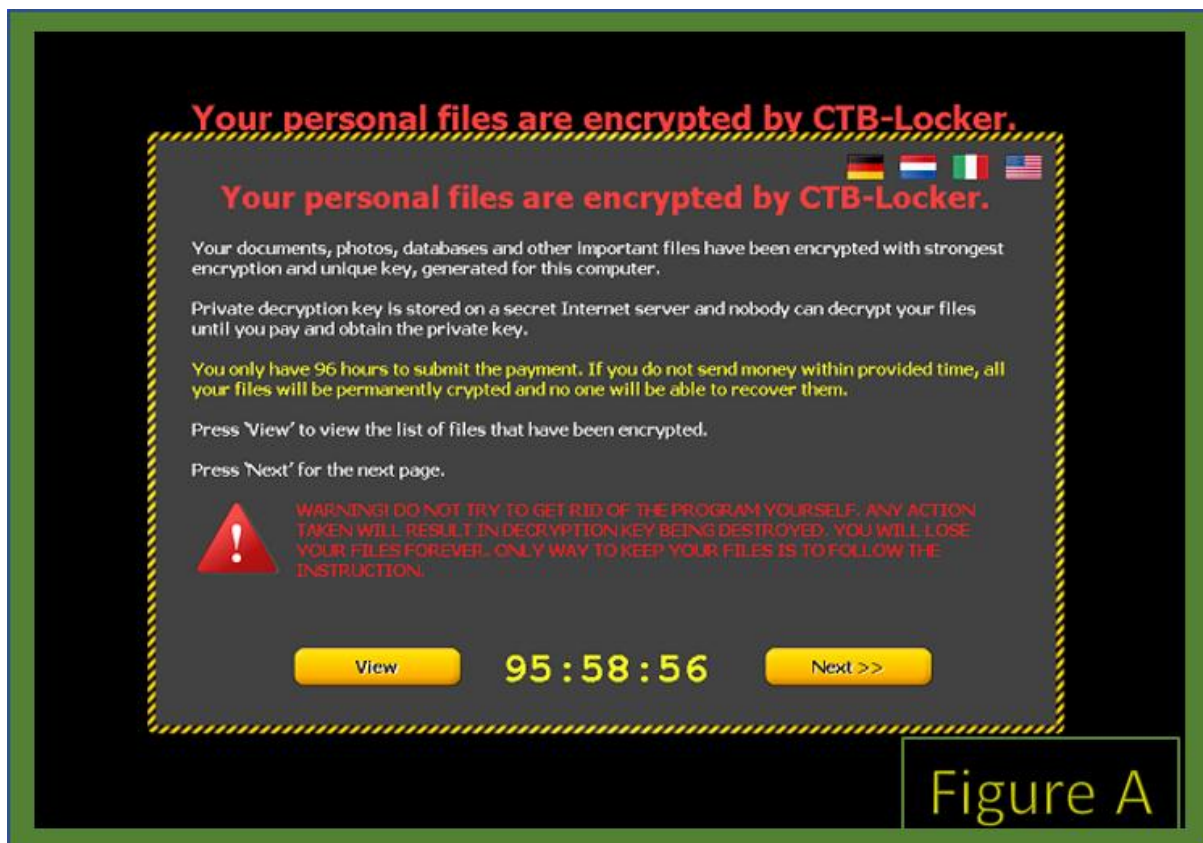 Your personal files are encrypted by CTB-Locker.
Your personal files are encrypted by CTB-Locker.
Your documents, photos, databases and other important files have been encrypted with strongest
encryption and unique key, generated for this computer.
Private decryption key is stored on a secret Internet server and nobody can decrypt your files
until you pay and obtain the private key.
You only have 96 hours to submit the payment. If you do not send money within provided time, all
your files will be permanently crypted and no one will be able to recover them.
Press 'View' to view the list of files that have been encrypted.
Press 'Next' for the next page.
WARNING! DO NOT TRY TO GET RID OF THE PROGRAM YOURSELF. ANY ACTION
TAKEN WILL RESULT IN DECRYPTION KEY BEING DESTROYED. YOU WILL LOSE
YOUR FILES FOREVER. ONLY WAY TO KEEP YOUR FILES IS TO FOLLOW THE
INSTRUCTION.
View
95:58:56
Next >>
Figure A